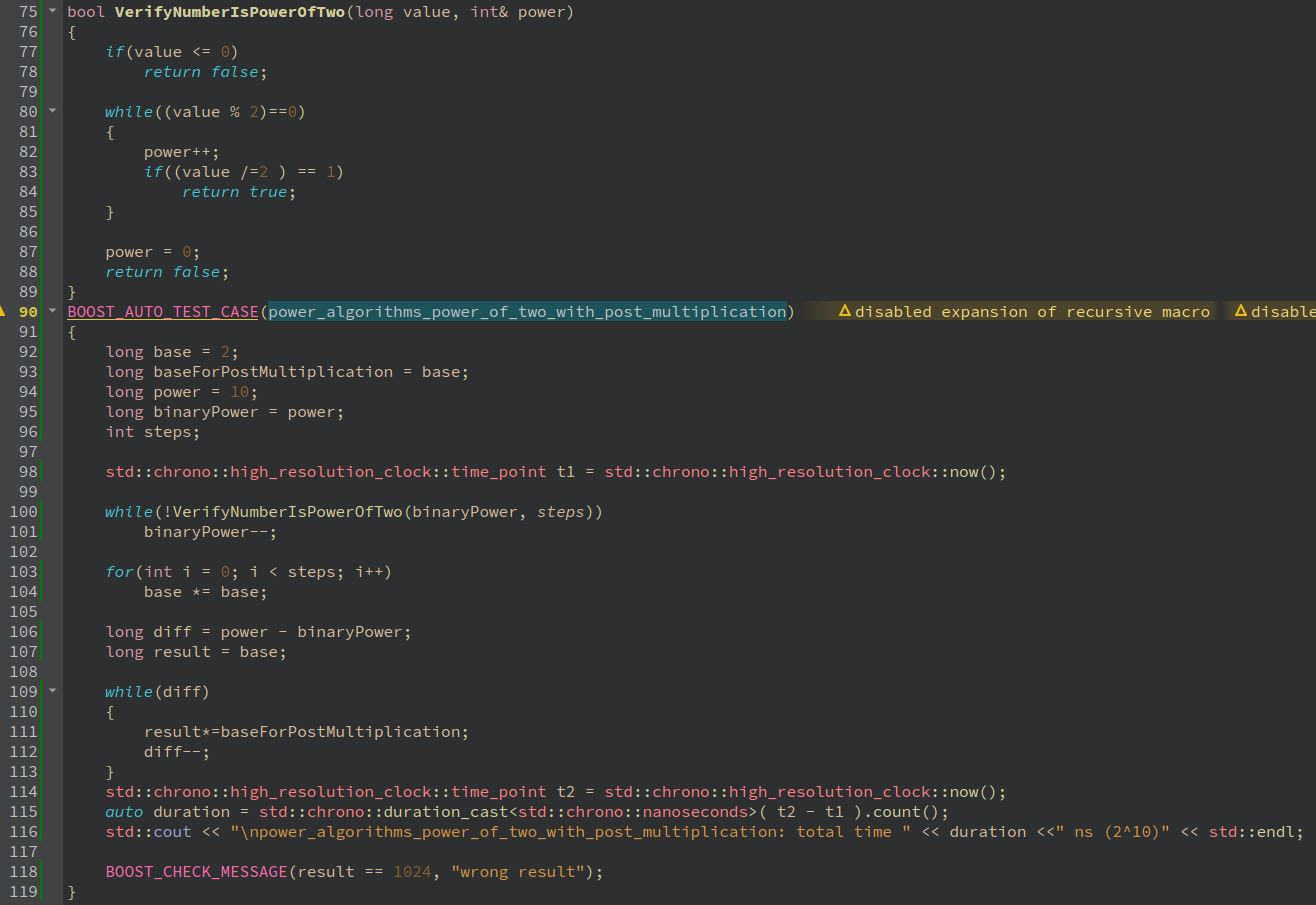 75 bool VerifyNumberIsPowerOfTwo(long value, int& power)
76 {
77     if(value <= 0)
78         return false;
79
80     while((value % 2)==0)
81     {
82         power++;
83         if((value /=2 ) == 1)
84             return true;
85     }
86
87     power = 0;
88     return false;
89 }
90 BOOST_AUTO_TEST_CASE(power_algorithms_power_of_two_with_post_multiplication) disabled expansion of recursive macro disable
91 {
92     long base = 2;
93     long baseForPostMultiplication = base;
94     long power = 10;
95     long binaryPower = power;
96     int steps;
97
98     std::chrono::high_resolution_clock::time_point t1 = std::chrono::high_resolution_clock::now();
99
100     while(!VerifyNumberIsPowerOfTwo(binaryPower, steps))
101         binaryPower--;
102
103     for(int i = 0; i < steps; i++)
104         base *= base;
105
106     long diff = power - binaryPower;
107     long result = base;
108
109     while(diff)
110     {
111         result*=baseForPostMultiplication;
112         diff--;
113     }
114     std::chrono::high_resolution_clock::time_point t2 = std::chrono::high_resolution_clock::now();
115     auto duration = std::chrono::duration_cast<std::chrono::nanoseconds>( t2 - t1 ).count();
116     std::cout << "\npower_algorithms_power_of_two_with_post_multiplication: total time " << duration <<" ns (2^10)" << std::endl;
117
118     BOOST_CHECK_MESSAGE(result == 1024, "wrong result");
119 }